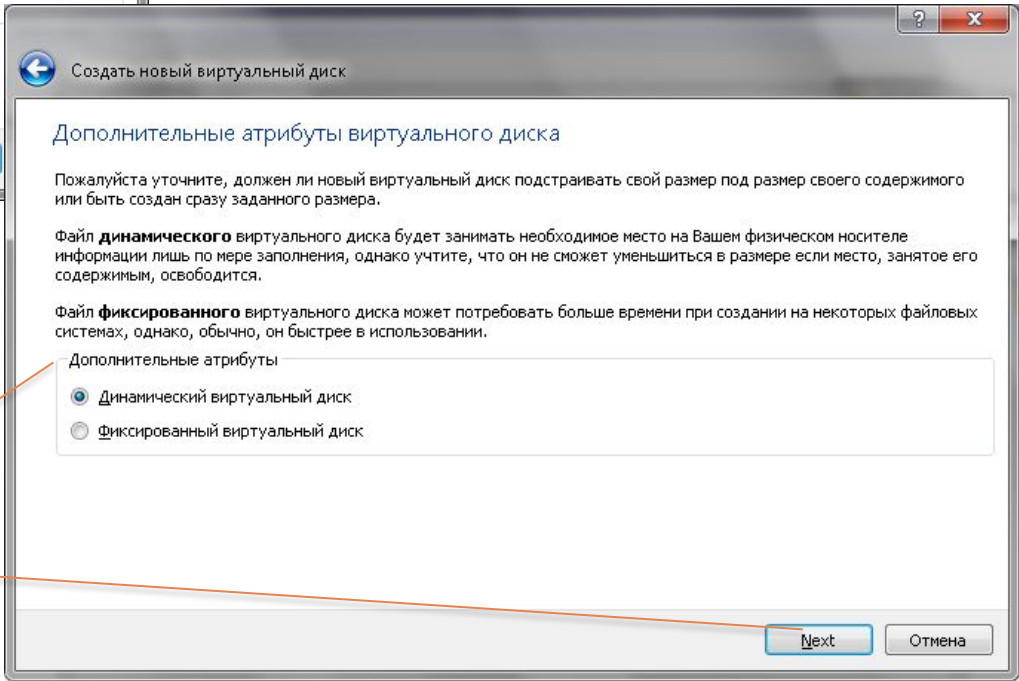 Создать новый виртуальный диск
Дополнительные атрибуты виртуального диска
Пожалуйста уточните, должен ли новый виртуальный диск подстраивать свой размер под размер своего содержимого
или быть создан сразу заданного размера.
Файл динамического виртуального диска будет занимать необходимое место на Вашем физическом носителе
информации лишь по мере заполнения, однако учтите, что он не сможет уменьшиться в размере если место, занятое его
содержимым, освободится.
Файл фиксированного виртуального диска может потребовать больше времени при создании на некоторых файловых
системах, однако, обычно, он быстрее в использовании.
Дополнительные атрибуты
Динамический виртуальный диск
Фиксированный виртуальный диск
Next
Отмена